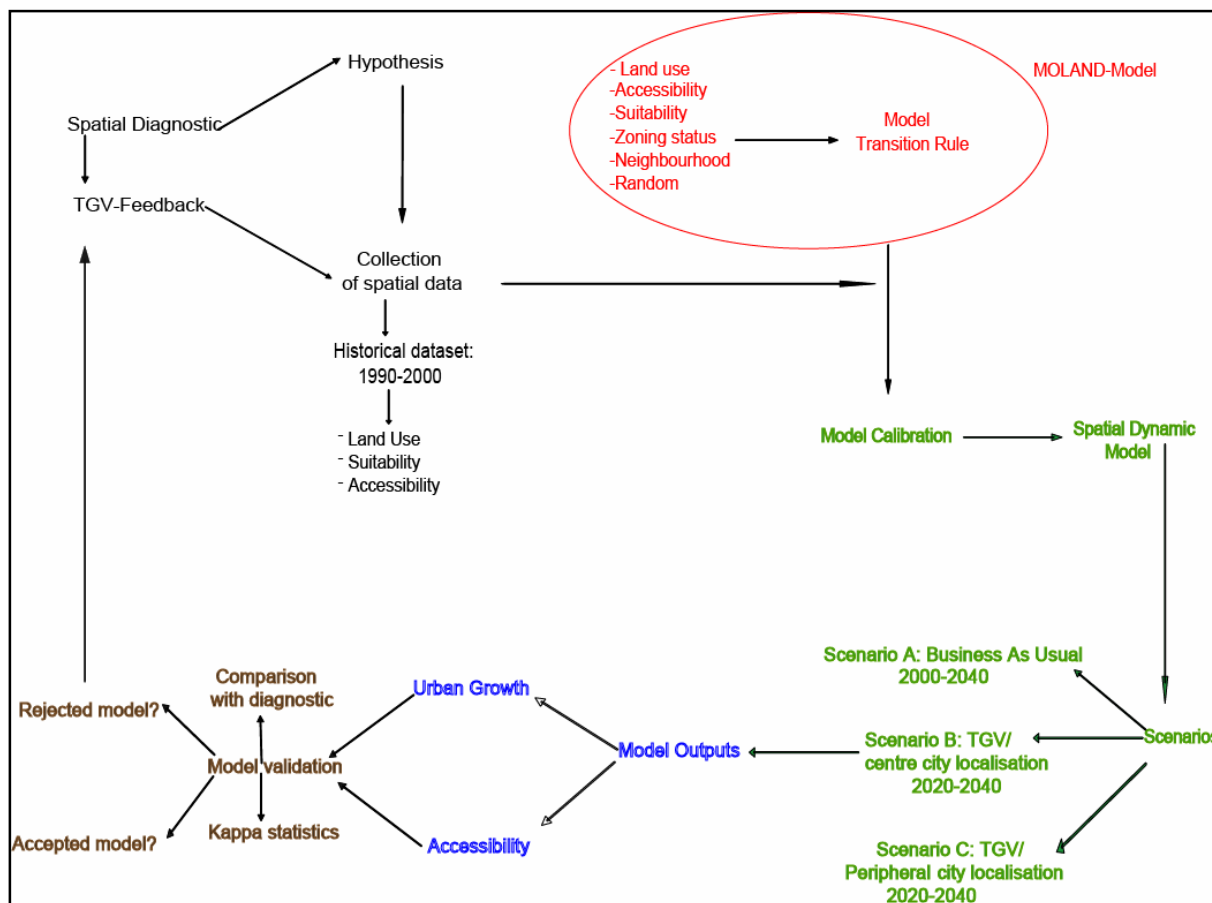 Hypothesis
Spatial Diagnostic
TGV-Feedback
Collection
of spatial data
Historical dataset:
1990-2000
- Land Use
- Suitability
- Accessibility
- Land use
-Accessibility
-Suitability
-Zoning status
-Neighbourhood
-Random
Model
Transition Rule
MOLAND-Model
Model Calibration
Spatial Dynamic
Model
Scenario A: Business As Usual
2000-2040
Scenarios
Scenario B: TGV/
centre city localisation
2020-2040
Scenario C: TGV/
Peripheral city localisation
2020-2040
Model Outputs
Urban Growth
Accessibility
Comparison
with diagnostic
Model validation
Kappa statistics
Rejected model?
Accepted model?